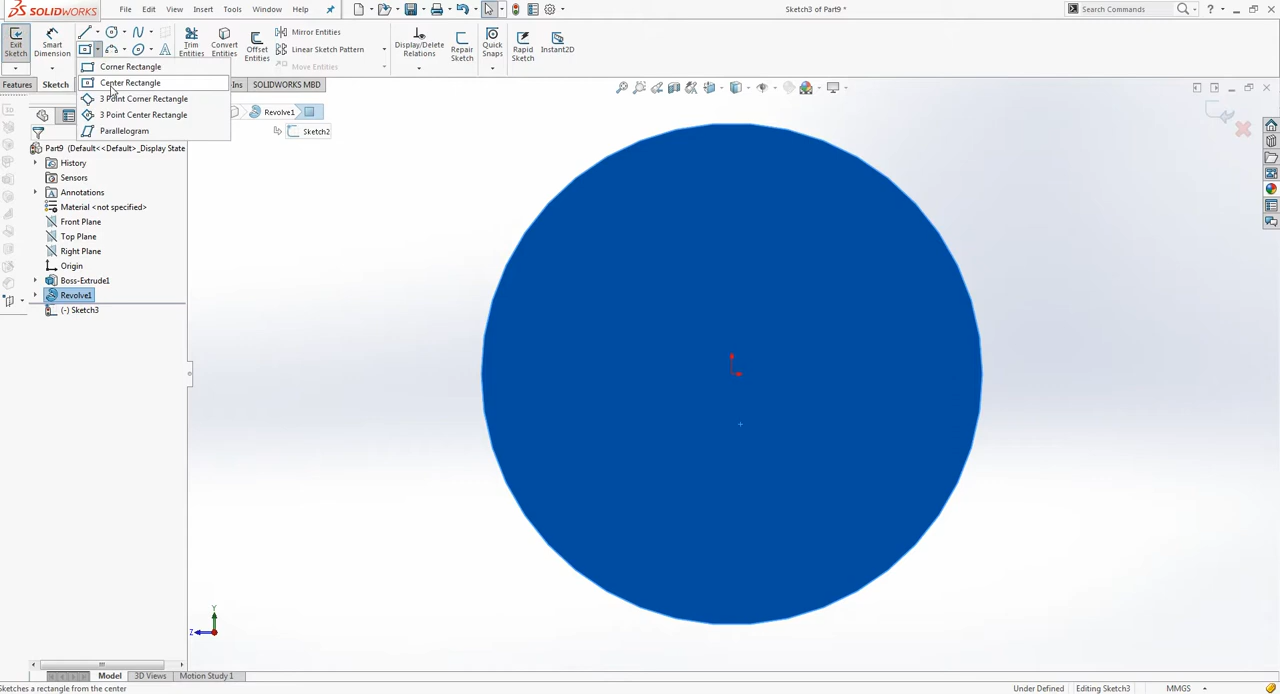 SOLIDWORKS
File
Edit
View
Insert
Tools
Window
Help
Sketch3 of Part9 *
Search Commands
Exit Sketch
Smart Dimension
Trim Entities
Convert Entities
Offset Entities
Mirror Entities
Linear Sketch Pattern
Move Entities
Display/Delete Relations
Repair Sketch
Quick Snaps
Rapid Sketch
Instant2D
Corner Rectangle
Center Rectangle
3 Point Corner Rectangle
3 Point Center Rectangle
Parallelogram
Features
Sketch
Ins
SOLIDWORKS MBD
Revolve1
Sketch2
Part9 (Default<<Default>_Display State
History
Sensors
Annotations
Material <not specified>
Front Plane
Top Plane
Right Plane
Origin
Boss-Extrude1
Revolve1
(-) Sketch3
Y
Z
Model
3D Views
Motion Study 1
Sketches a rectangle from the center
Under Defined
Editing Sketch3
MMGS